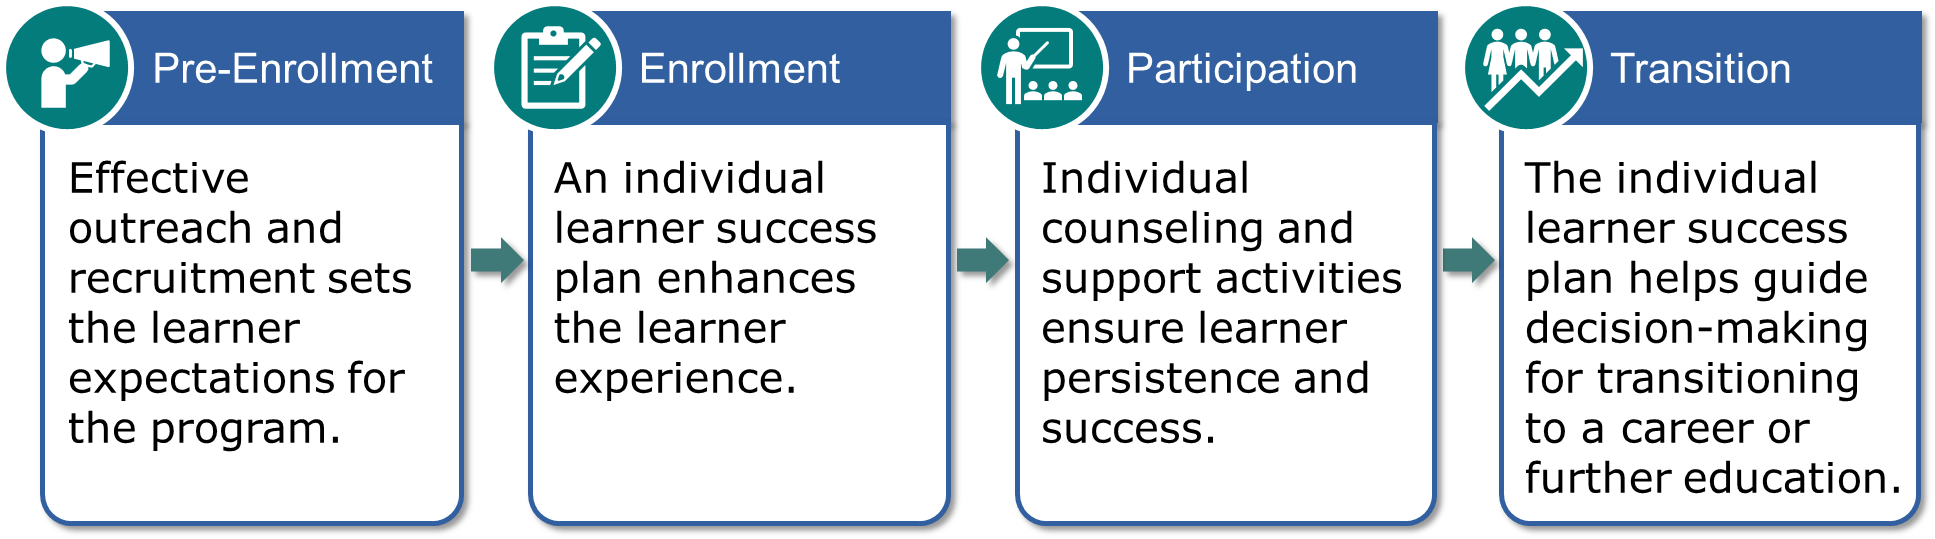 Pre-Enrollment
Effective
outreach and
recruitment sets
the learner
expectations for
the program.
Enrollment
An individual
learner success
plan enhances
the learner
experience.
Participation
Individual
counseling and
support activities
ensure learner
persistence and
success.
Transition
The individual
learner success
plan helps guide
decision-making
for transitioning
to a career or
further education.